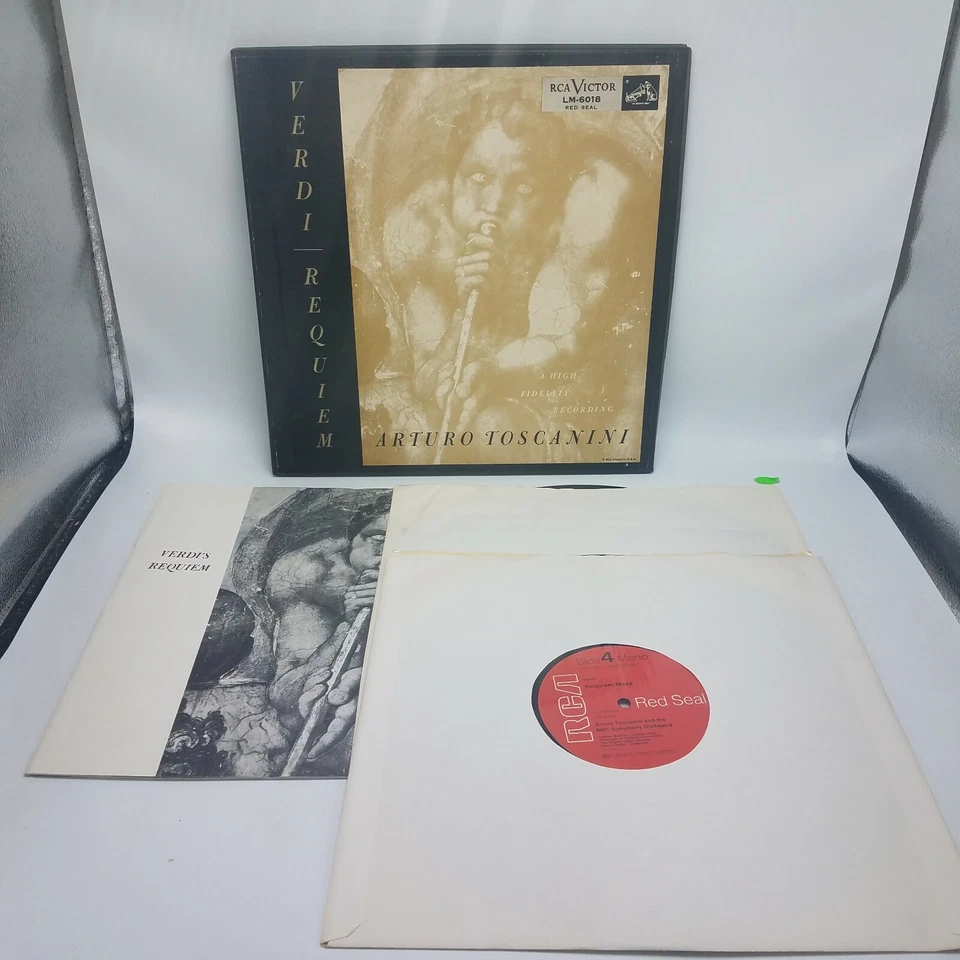 VERDI — REQUIEM
RCA VICTOR
LM-6018
RED SEAL
A HIGH
FIDELITY
RECORDING
ARTURO TOSCANINI
VERDI'S
REQUIEM
Side 4 Mono
Requiem Mass
RCA
Red Seal
Arturo Toscanini and the
NBC Symphony Orchestra